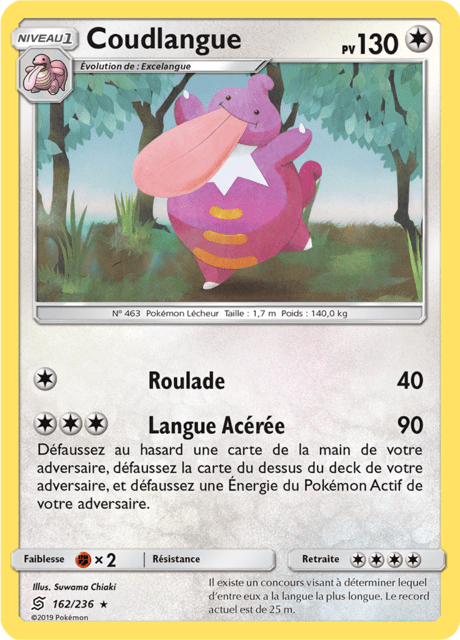 NIVEAU 1
Coudlangue
PV 130
Évolution de : Excelangue
N° 463 Pokémon Lécheur Taille : 1,7 m Poids : 140,0 kg
Roulade 40
Langue Acérée 90
Défaussez au hasard une carte de la main de votre
adversaire, défaussez la carte du dessus du deck de votre
adversaire, et défaussez une Énergie du Pokémon Actif de
votre adversaire.
Faiblesse × 2 Résistance Retraite
Illus. Suwama Chiaki
162/236 ★
©2019 Pokémon
Il existe un concours visant à déterminer lequel
d'entre eux a la langue la plus longue. Le record
actuel est de 25 m.